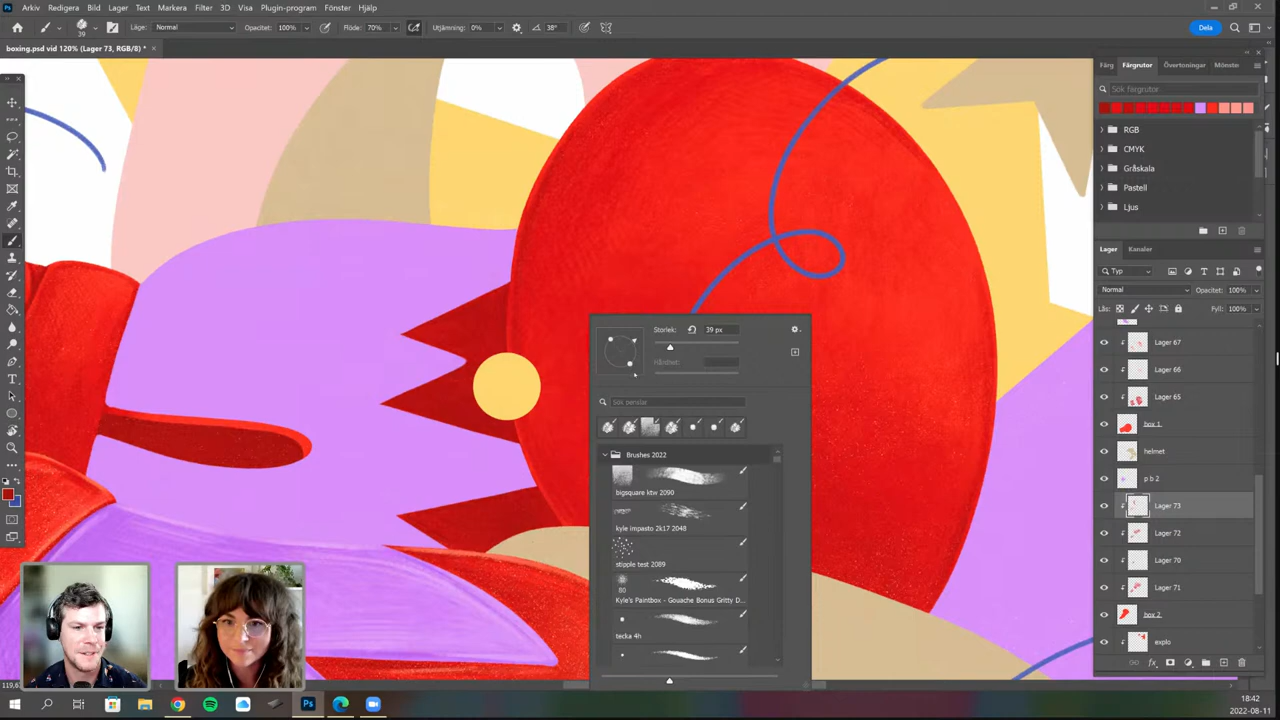 Arkiv Redigera Bild Lager Text Markera Filter 3D Visa Plugin-program Fönster Hjälp
39 Läge: Normal Opacitet: 100% Flöde: 70% Utjämning: 0% 38° Dela
boxing.psd vid 120% (Lager 73, RGB/8) *
Färg Färgrutor Övertoningar Mönste
Sök färgrutor
RGB
CMYK
Gråskala
Pastell
Ljus
Lager Kanaler
Typ
Normal Opacitet: 100%
Lås: Fyll: 100%
Lager 67
Lager 66
Lager 65
box 1
helmet
p b 2
Lager 73
Lager 72
Lager 70
Lager 71
box 2
explo
Storlek: 39 px
Hårdhet:
Sök penslar
Brushes 2022
bigsquare ktw 2090
kyle impasto 2k17 2048
stipple test 2089
80
Kyle's Paintbox - Gouache Bonus Gritty D...
tecka 4h
18:42
2022-08-11